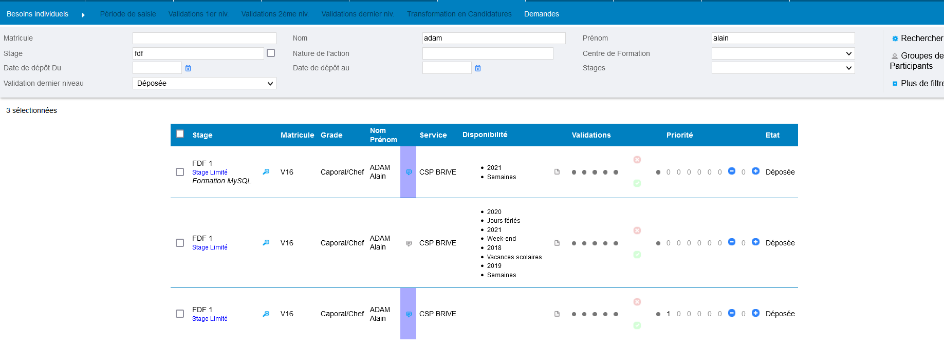 Besoins individuels Période de saisie Validations 1er niv Validations 2ème niv Validations dernier niv Transformation en Candidatures Demandes
Matricule Nom adam Prénom alain Rechercher
Stage fdf Nature de l'action Centre de Formation Groupes de
Participants
Date de dépôt Du Date de dépôt au Stages
Validation dernier niveau Déposée Plus de filtre
3 sélectionnées
Stage Matricule Grade Nom Prénom Service Disponibilité Validations Priorité Etat
FDF 1
Stage Limité
Formation MySQL
V16 Caporal/Chef ADAM Alain CSP BRIVE
2021
Semaines
0 0 0 0 0 0 0 Déposée
FDF 1
Stage Limité
V16 Caporal/Chef ADAM Alain CSP BRIVE
2020
Jours fériés
2021
Week end
2018
Vacances scolaires
2019
Semaines
0 0 0 0 0 0 0 Déposée
FDF 1
Stage Limité
V16 Caporal/Chef ADAM Alain CSP BRIVE
1 0 0 0 0 0 0 Déposée